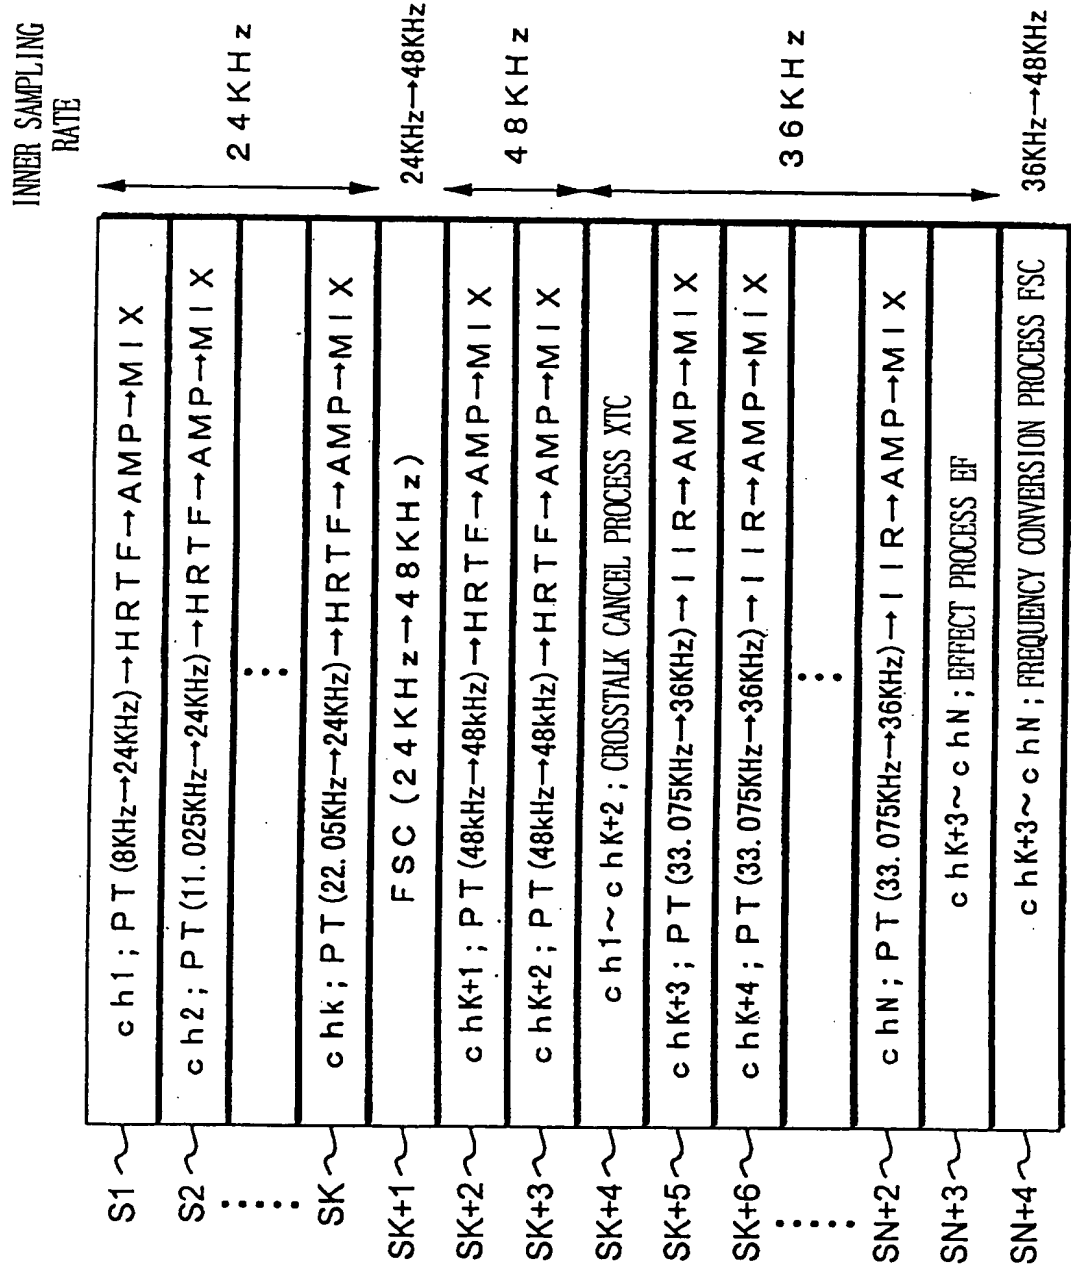 INNER SAMPLING
RATE
S1
ch1;PT(8KHz→24KHz)→HRTF→AMP→MIX
S2
ch2;PT(11.025KHz→24KHz)→HRTF→AMP→MIX
24KHz
SK
chk;PT(22.05KHz→24KHz)→HRTF→AMP→MIX
SK+1
FSC(24KHz→48KHz)
24KHz→48KHz
SK+2
chK+1;PT(48kHz→48kHz)→HRTF→AMP→MIX
48KHz
SK+3
chK+2;PT(48kHz→48kHz)→HRTF→AMP→MIX
SK+4
ch1~chK+2;CROSSTALK CANCEL PROCESS XTC
SK+5
chK+3;PT(33.075KHz→36KHz)→IIR→AMP→MIX
SK+6
chK+4;PT(33.075KHz→36KHz)→IIR→AMP→MIX
36KHz
SN+2
chN;PT(33.075KHz→36KHz)→IIR→AMP→MIX
SN+3
chK+3~chN;EFFECT PROCESS EF
SN+4
chK+3~chN;FREQUENCY CONVERSION PROCESS FSC
36KHz→48KHz